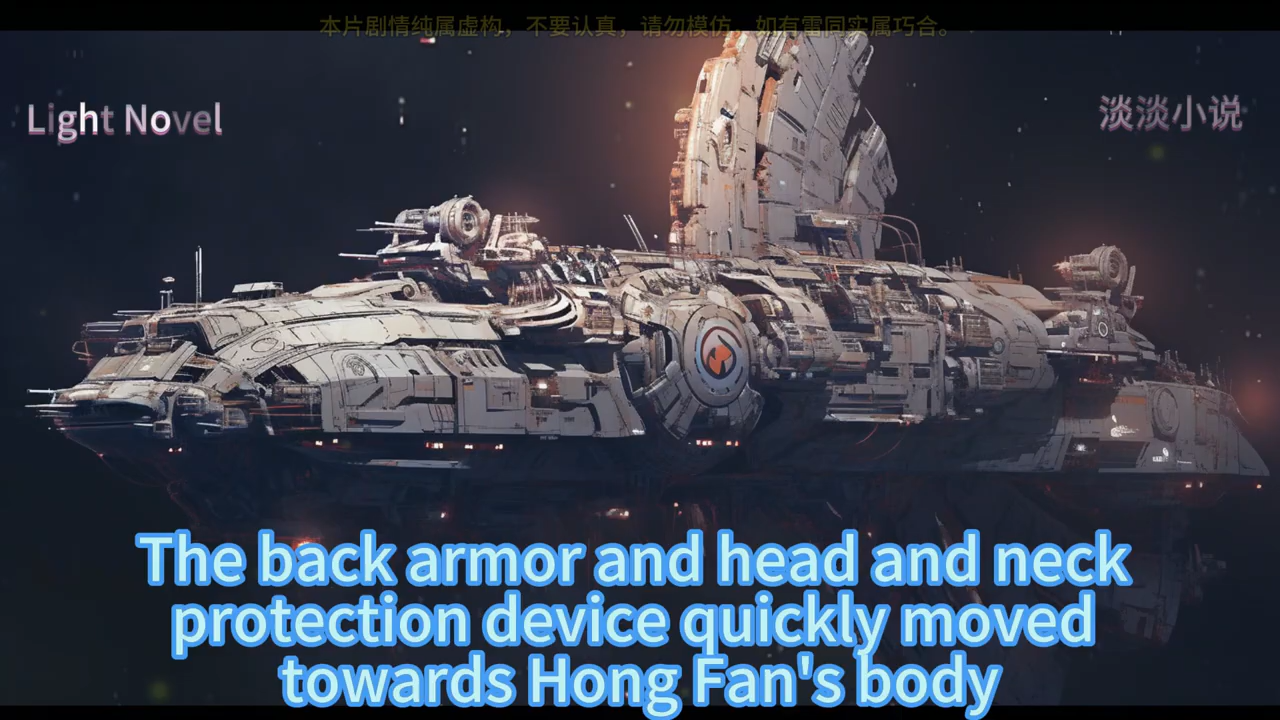 本片剧情纯属虚构，不要认真，请勿模仿，如有雷同实属巧合。
Light Novel
淡淡小说
The back armor and head and neck
protection device quickly moved
towards Hong Fan's body